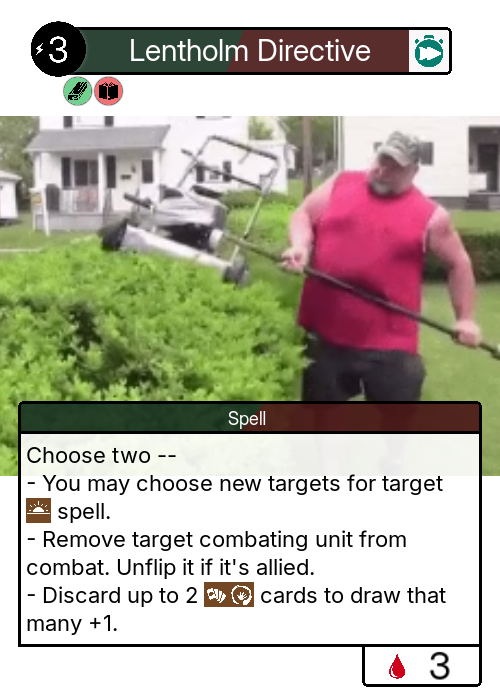 3
Lentholm Directive
Spell
Choose two --
- You may choose new targets for target
spell.
- Remove target combating unit from
combat. Unflip it if it's allied.
- Discard up to 2 cards to draw that
many +1.
3